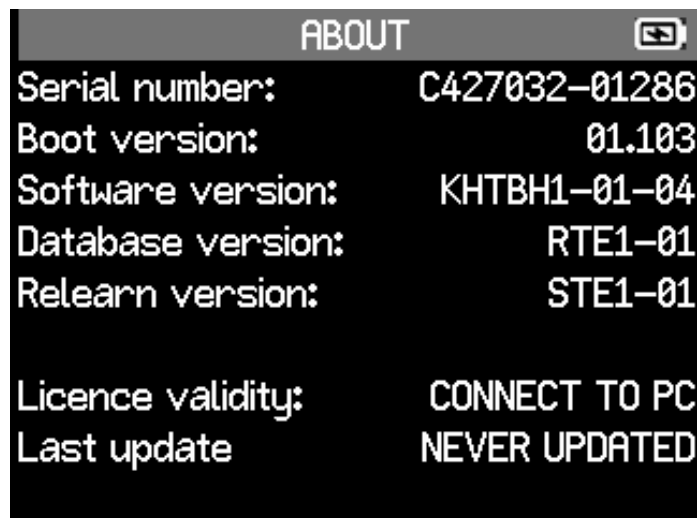 ABOUT
Serial number: C427032-01286
Boot version: 01.103
Software version: KHTBH1-01-04
Database version: RTE1-01
Relearn version: STE1-01
Licence validity: CONNECT TO PC
Last update NEVER UPDATED